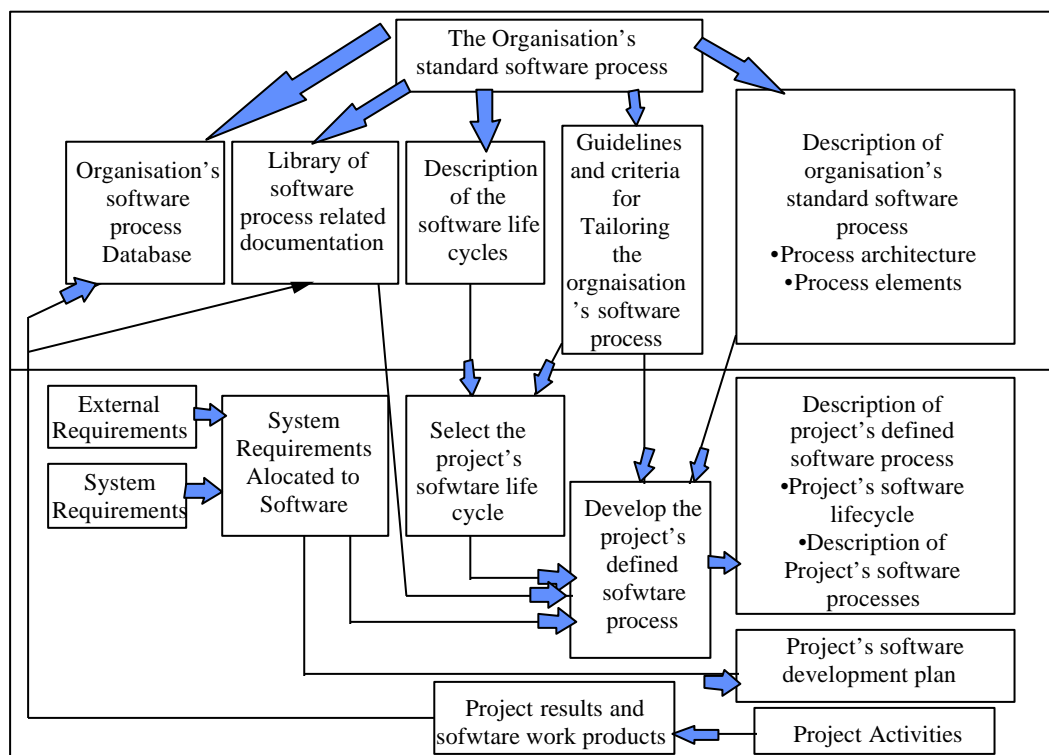 The Organisation's
standard software process
Organisation's
software
process
Database
Library of
software
process related
documentation
Description
of the
software life
cycles
Guidelines
and criteria
for
Tailoring
the
orgnaisation
's software
process
Description of
organisation's
standard software
process
•Process architecture
•Process elements
External
Requirements
System
Requirements
System
Requirements
Alocated to
Software
Select the
project's
sofwtare life
cycle
Develop the
project's
defined
sofwtare
process
Description of
project's defined
software process
•Project's software
lifecycle
•Description of
Project's software
processes
Project's software
development plan
Project results and
sofwtare work products
Project Activities